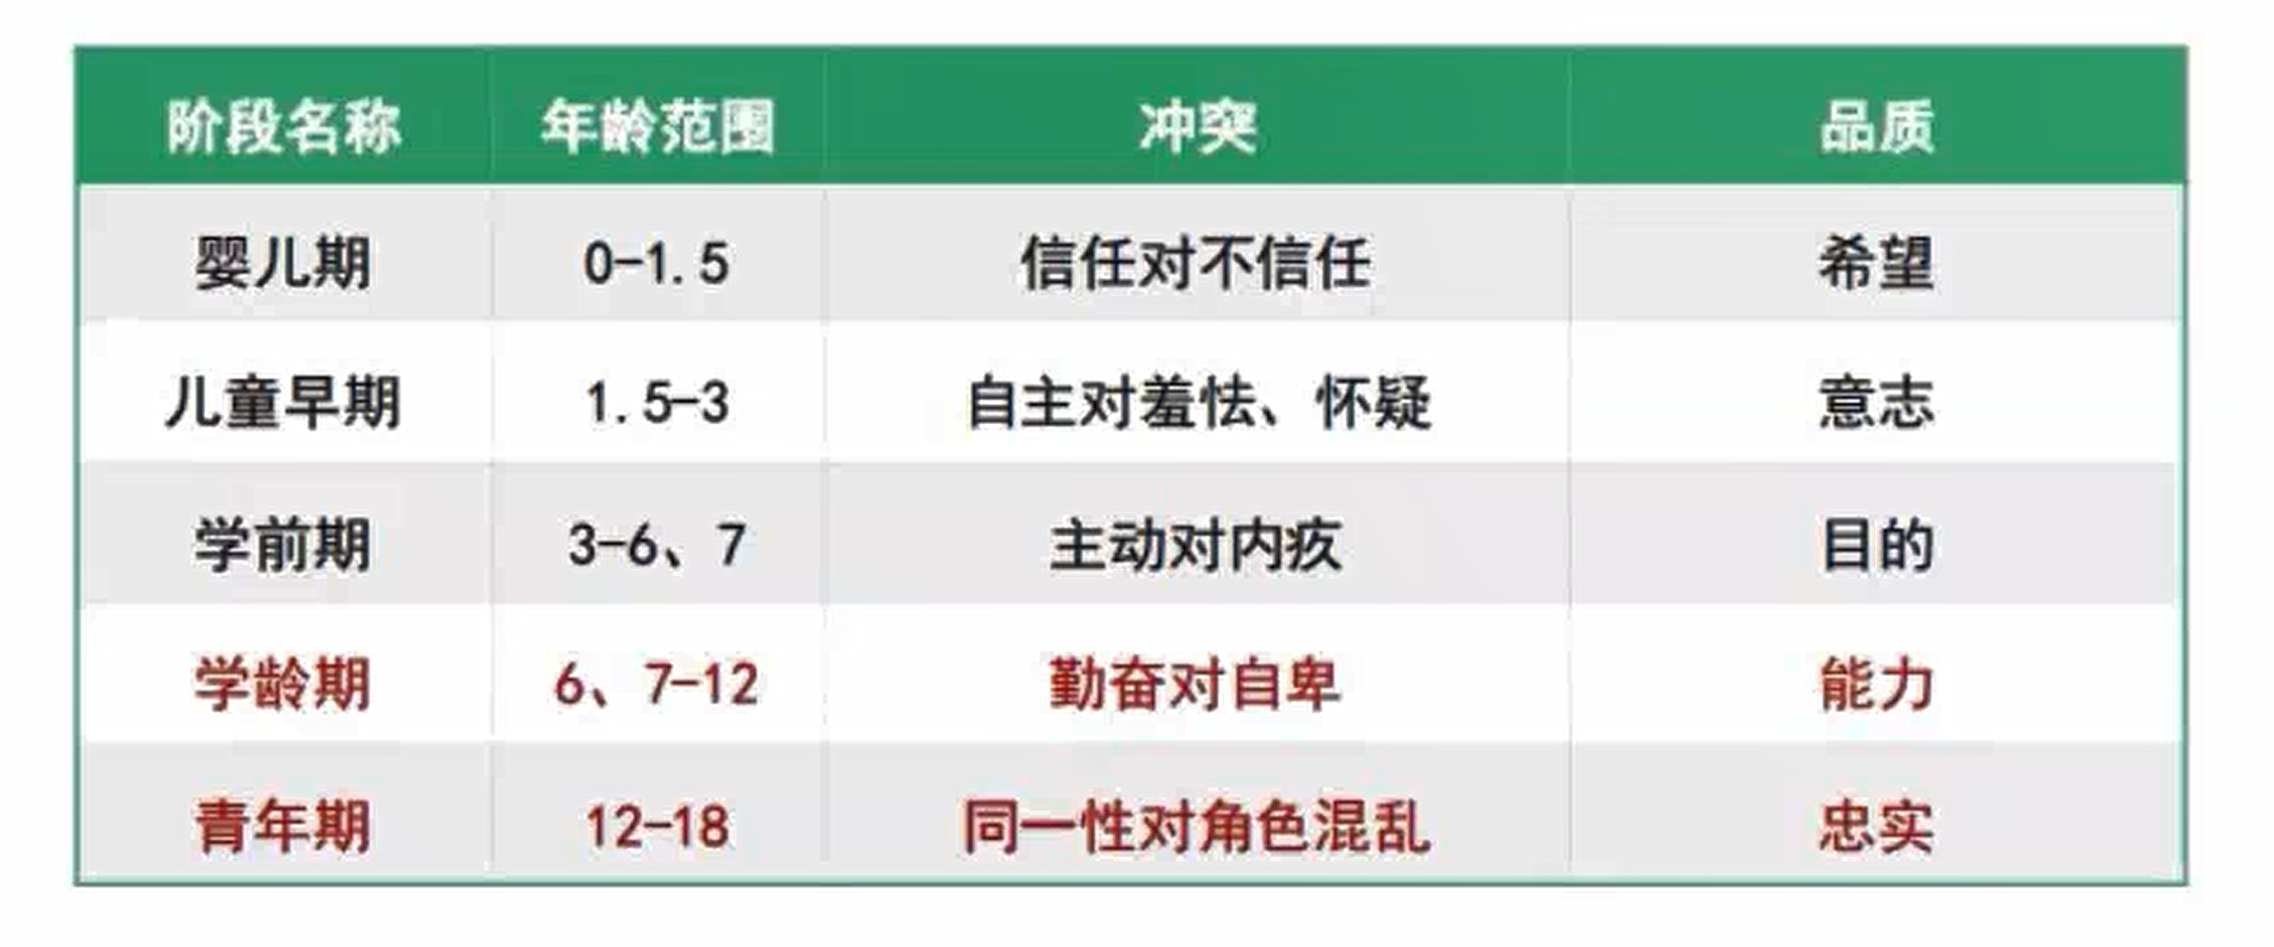 阶段名称 年龄范围 冲突 品质
婴儿期 0-1.5 信任对不信任 希望
儿童早期 1.5-3 自主对羞怯、怀疑 意志
学前期 3-6、7 主动对内疚 目的
学龄期 6、7-12 勤奋对自卑 能力
青年期 12-18 同一性对角色混乱 忠实